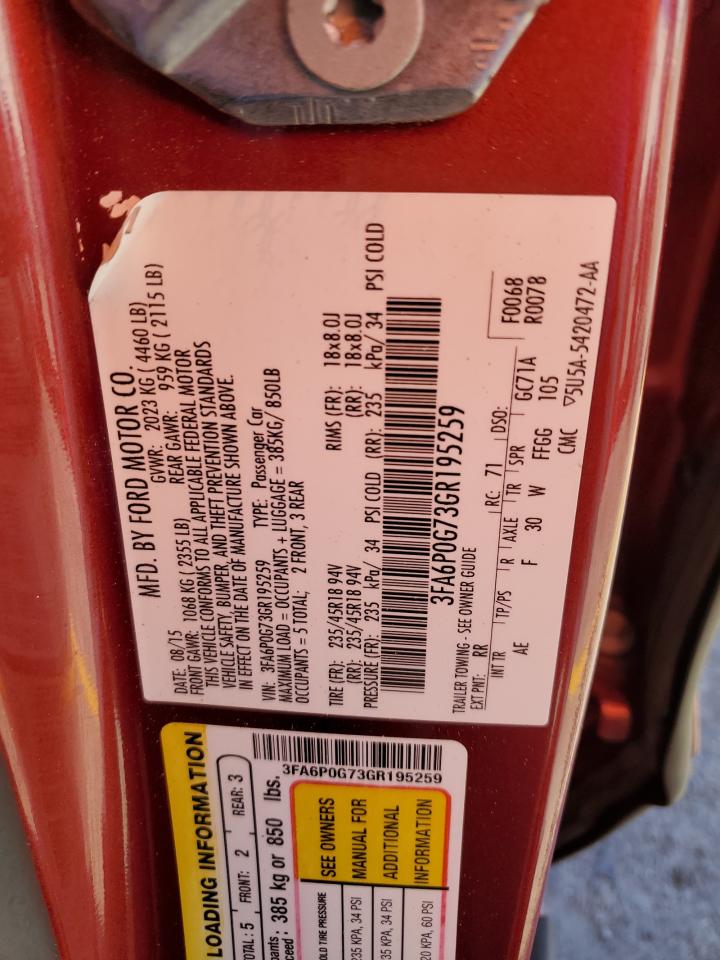 MFD. BY FORD MOTOR CO.
DATE: 08/15 GVWR: 2023 KG ( 4460 LB)
FRONT GAWR: 1068 KG ( 2355 LB) REAR GAWR: 959 KG ( 2115 LB)
THIS VEHICLE CONFORMS TO ALL APPLICABLE FEDERAL MOTOR
VEHICLE SAFETY, BUMPER, AND THEFT PREVENTION STANDARDS
IN EFFECT ON THE DATE OF MANUFACTURE SHOWN ABOVE.
VIN: 3FA6P0G73GR195259 TYPE: Passenger Car
MAXIMUM LOAD = OCCUPANTS + LUGGAGE = 385KG/ 850LB
OCCUPANTS = 5 TOTAL; 2 FRONT, 3 REAR
TIRE (FR): 235/45R18 94V RIMS (FR): 18x8.0J
(RR): 235/45R18 94V (RR): 18x8.0J
PRESSURE (FR): 235 kPa/ 34 PSI COLD (RR): 235 kPa/ 34 PSI COLD
3FA6P0G73GR195259
TRAILER TOWING - SEE OWNER GUIDE
EXT PNT: RR RC: 71 DSO: F0068
R0078
INT TR TP/PS R AXLE TR SPR GC71A
AE F 30 W FFGG 105
CMC ▽5U5A-5420472-AA
LOADING INFORMATION
TOTAL: 5 FRONT: 2 REAR: 3
pants : 385 kg or 850 lbs.
xceed :
3FA6P0G73GR195259
OLD TIRE PRESSURE
235 KPA, 34 PSI
35 KPA, 34 PSI
20 KPA, 60 PSI
SEE OWNERS
MANUAL FOR
ADDITIONAL
INFORMATION